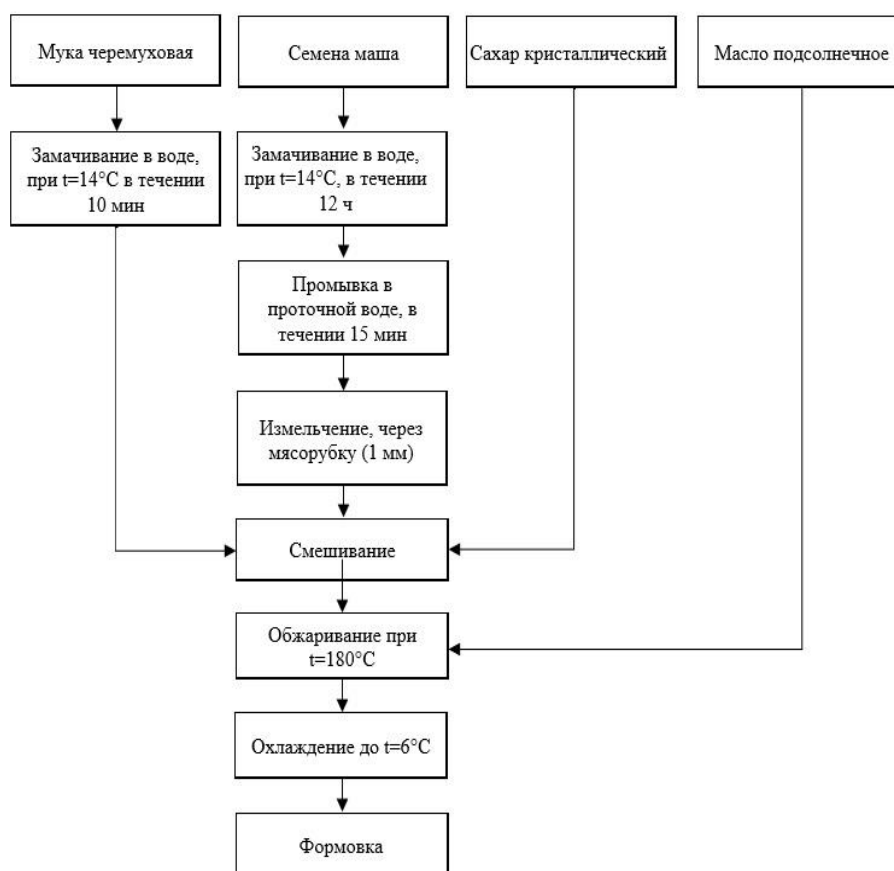 Мука черемуховая
Семена маша
Сахар кристаллический
Масло подсолнечное
Замачивание в воде,
при t=14°C в течении
10 мин
Замачивание в воде,
при t=14°C, в течении
12 ч
Промывка в
проточной воде, в
течении 15 мин
Измельчение, через
мясорубку (1 мм)
Смешивание
Обжаривание при
t=180°C
Охлаждение до t=6°C
Формовка